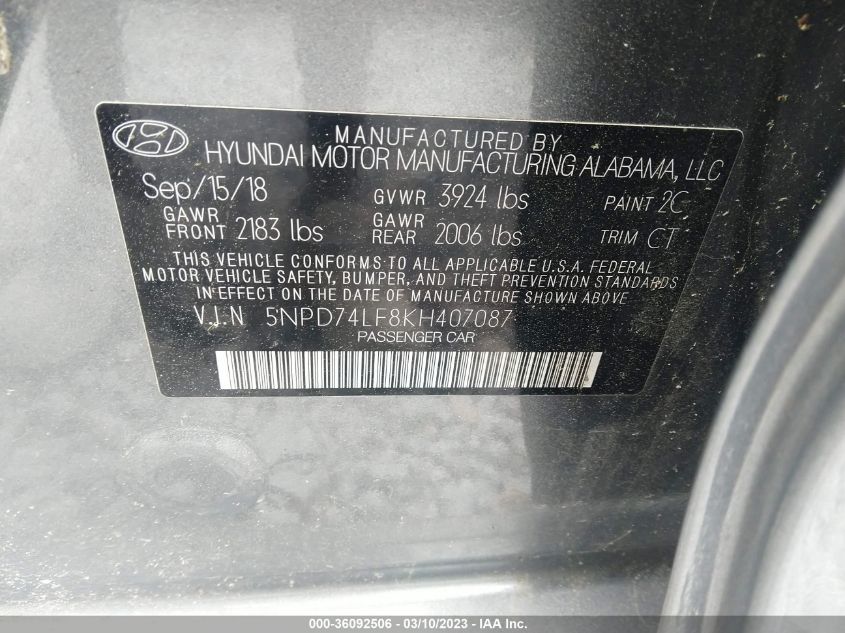 MANUFACTURED BY
HYUNDAI MOTOR MANUFACTURING ALABAMA, LLC
Sep/15/18 GVWR 3924 lbs PAINT 2C
GAWR FRONT 2183 lbs GAWR REAR 2006 lbs TRIM CT
THIS VEHICLE CONFORMS TO ALL APPLICABLE U.S.A. FEDERAL
MOTOR VEHICLE SAFETY, BUMPER, AND THEFT PREVENTION STANDARDS
IN EFFECT ON THE DATE OF MANUFACTURE SHOWN ABOVE
V.I.N 5NPD74LF8KH407087
PASSENGER CAR
000-36092506 - 03/10/2023 - IAA Inc.